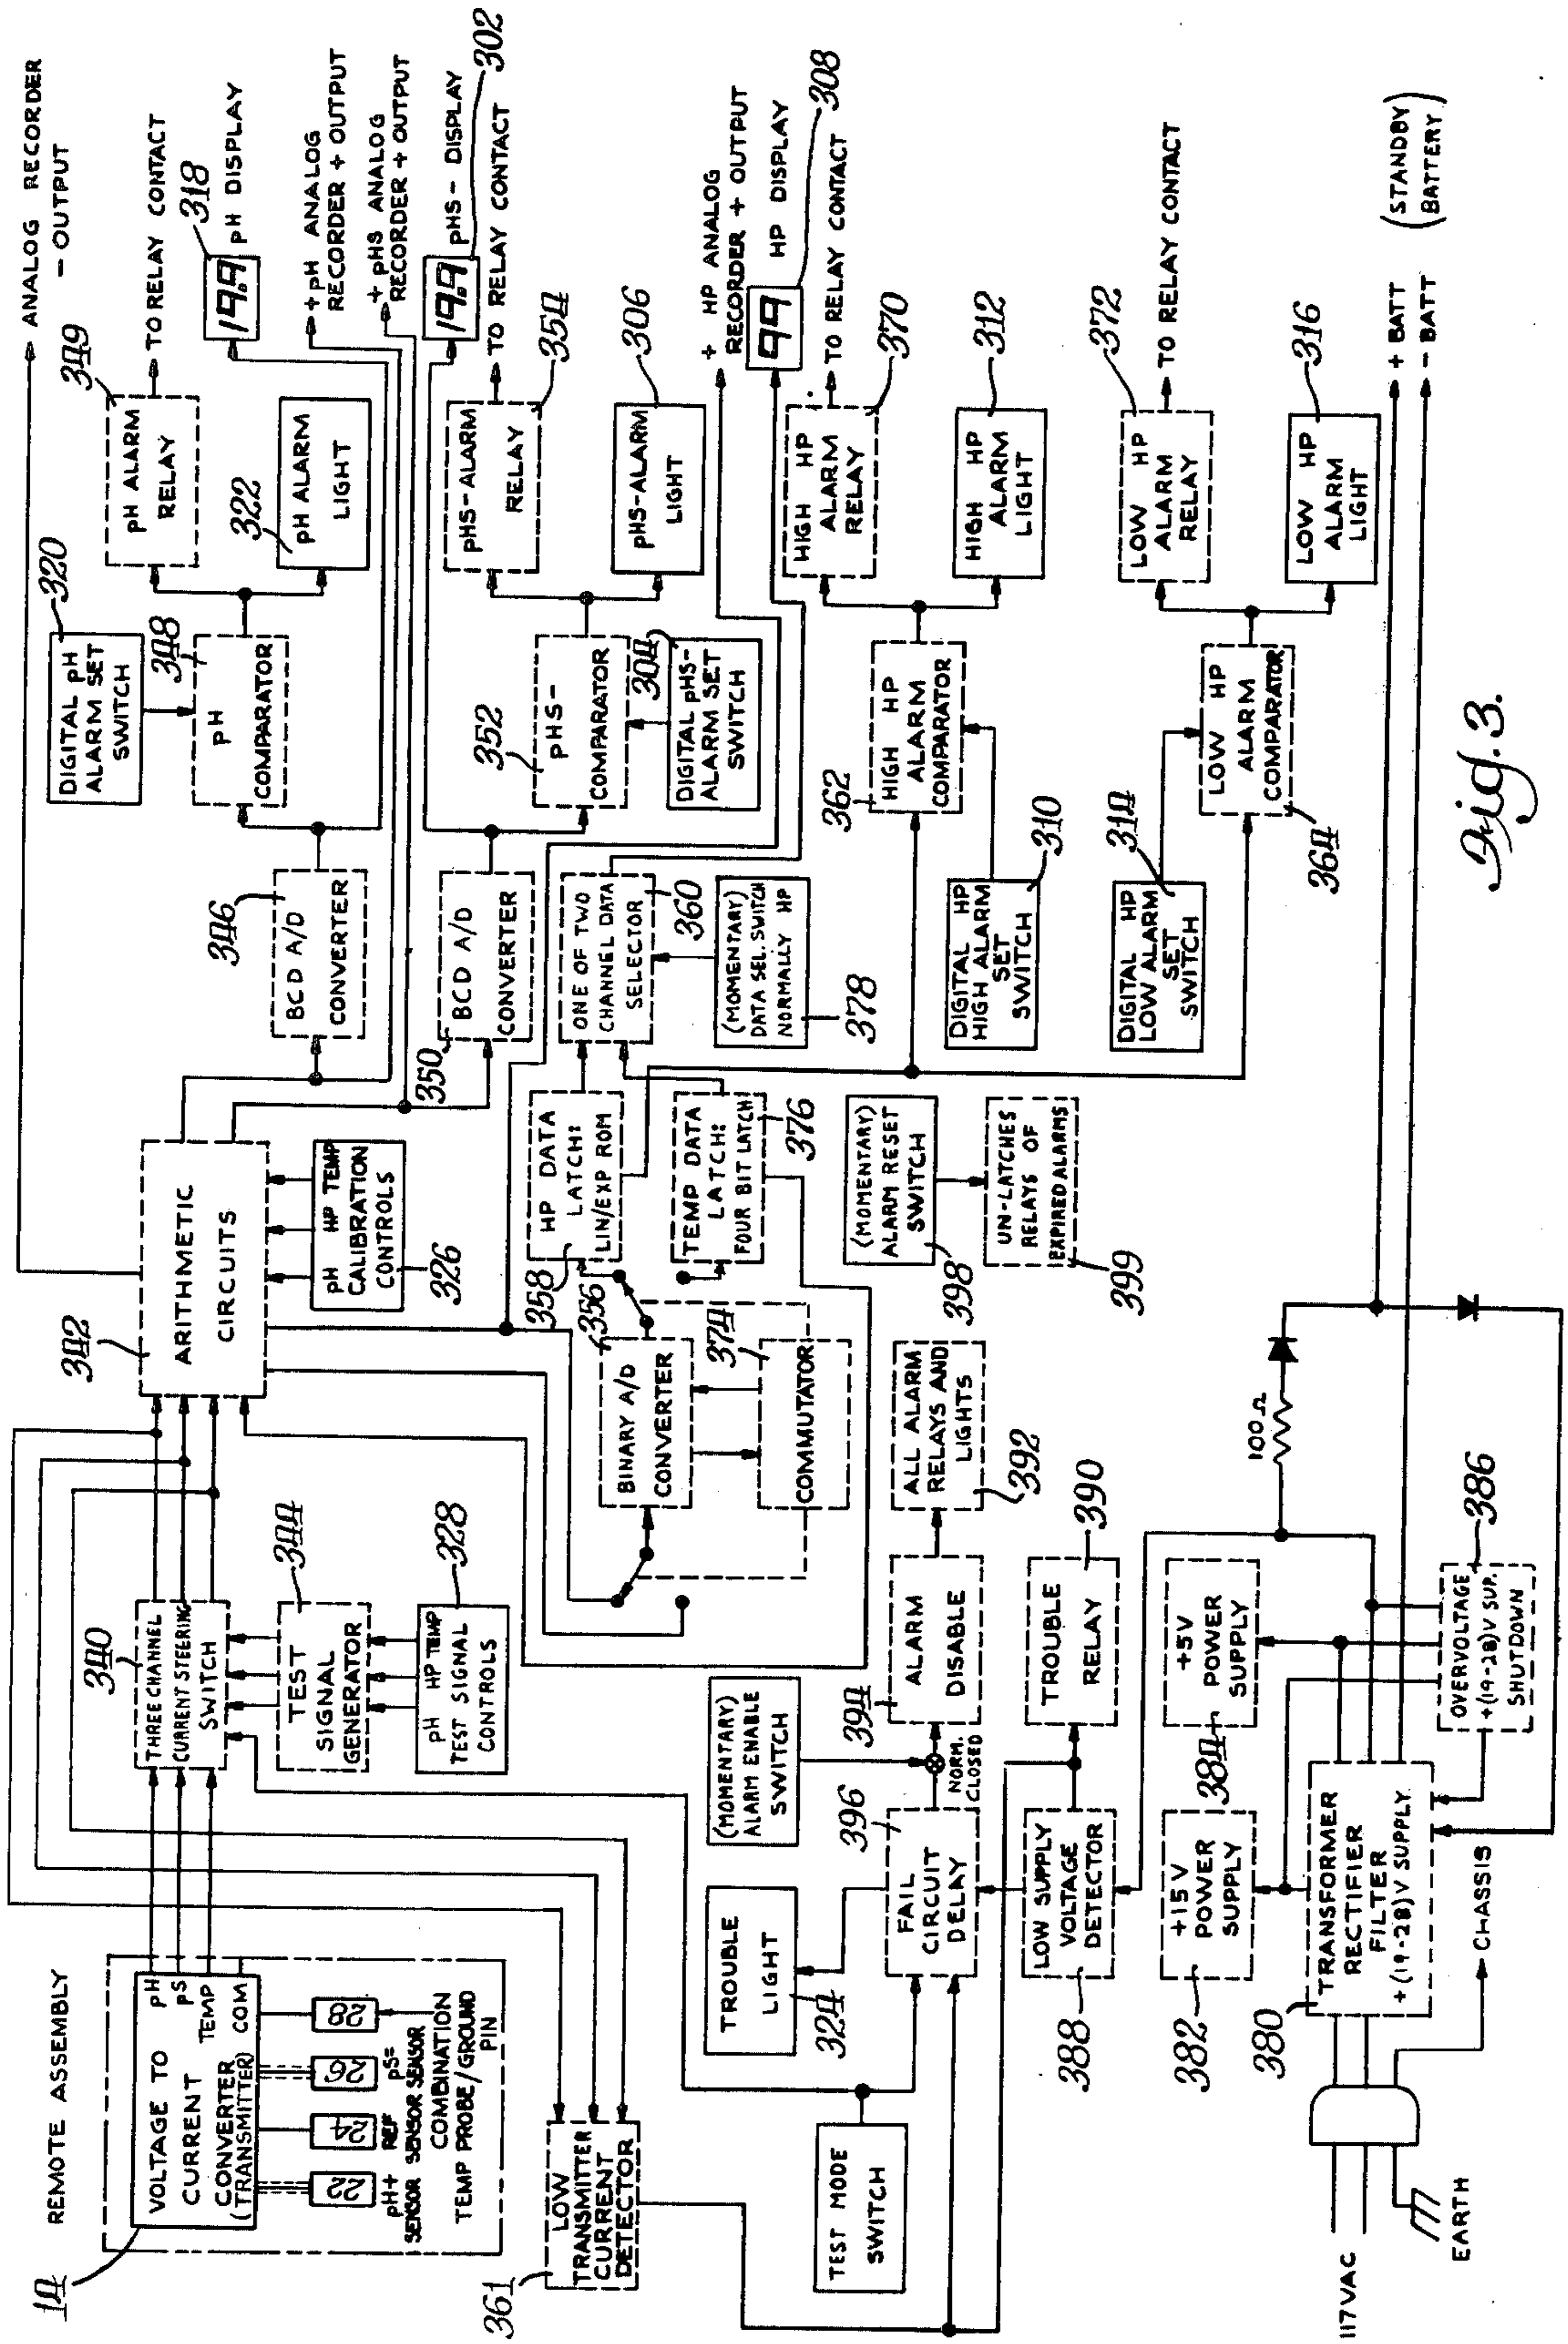 REMOTE ASSEMBLY
14
VOLTAGE TO
CURRENT
CONVERTER
(TRANSMITTER)
pH
pS
TEMP
COM
22
24
26
28
pH+
SENSOR
REF
SENSOR
pS=
SENSOR
COMBINATION
TEMP PROBE/GROUND
PIN
361
LOW
TRANSMITTER
CURRENT
DETECTOR
340
THREE CHANNEL
CURRENT STEERING
SWITCH
344
TEST
SIGNAL
GENERATOR
328
pH HP TEMP
TEST SIGNAL
CONTROLS
342
ARITHMETIC
CIRCUITS
pH HP TEMP
CALIBRATION
CONTROLS
326
ANALOG RECORDER
- OUTPUT
346
BCD A/D
CONVERTER
320
DIGITAL pH
ALARM SET
SWITCH
348
pH
COMPARATOR
349
pH ALARM
RELAY
TO RELAY CONTACT
322
pH ALARM
LIGHT
318
19.9
pH DISPLAY
+ pH ANALOG
RECORDER + OUTPUT
+ pHS ANALOG
RECORDER + OUTPUT
350
BCD A/D
CONVERTER
352
pHS-
COMPARATOR
304
DIGITAL pHS-
ALARM SET
SWITCH
19.9
pHS- DISPLAY
302
pHS-ALARM
RELAY
354
TO RELAY CONTACT
pHS-ALARM
LIGHT
306
356
BINARY A/D
CONVERTER
374
COMMUTATOR
358
HP DATA
LATCH:
LIN/EXP ROM
TEMP DATA
LATCH:
FOUR BIT LATCH
376
ONE OF TWO
CHANNEL DATA
SELECTOR
360
(MOMENTARY)
DATA SEL. SWITCH
NORMALLY HP
378
+ HP ANALOG
RECORDER + OUTPUT
99
HP DISPLAY
308
362
HIGH HP
ALARM
COMPARATOR
DIGITAL HP
HIGH ALARM
SET
SWITCH
310
HIGH HP
ALARM
RELAY
370
TO RELAY CONTACT
HIGH HP
ALARM
LIGHT
312
DIGITAL HP
LOW ALARM
SET
SWITCH
314
LOW HP
ALARM
COMPARATOR
364
LOW HP
ALARM
RELAY
372
TO RELAY CONTACT
LOW HP
ALARM
LIGHT
316
(MOMENTARY)
ALARM RESET
SWITCH
398
UN-LATCHES
RELAYS OF
EXPIRED ALARMS
399
TEST MODE
SWITCH
TROUBLE
LIGHT
324
(MOMENTARY)
ALARM ENABLE
SWITCH
396
FAIL
CIRCUIT
DELAY
NORM.
CLOSED
394
ALARM
DISABLE
ALL ALARM
RELAYS AND
LIGHTS
392
388
LOW SUPPLY
VOLTAGE
DETECTOR
TROUBLE
RELAY
390
382
+15V
POWER
SUPPLY
384
+5V
POWER
SUPPLY
380
TRANSFORMER
RECTIFIER
FILTER
+(19-28)V SUPPLY
386
OVERVOLTAGE
+(19-28)V SUP.
SHUTDOWN
100Ω
117VAC
EARTH
CHASSIS
+ BATT
- BATT
(STANDBY
BATTERY)
Fig. 3.